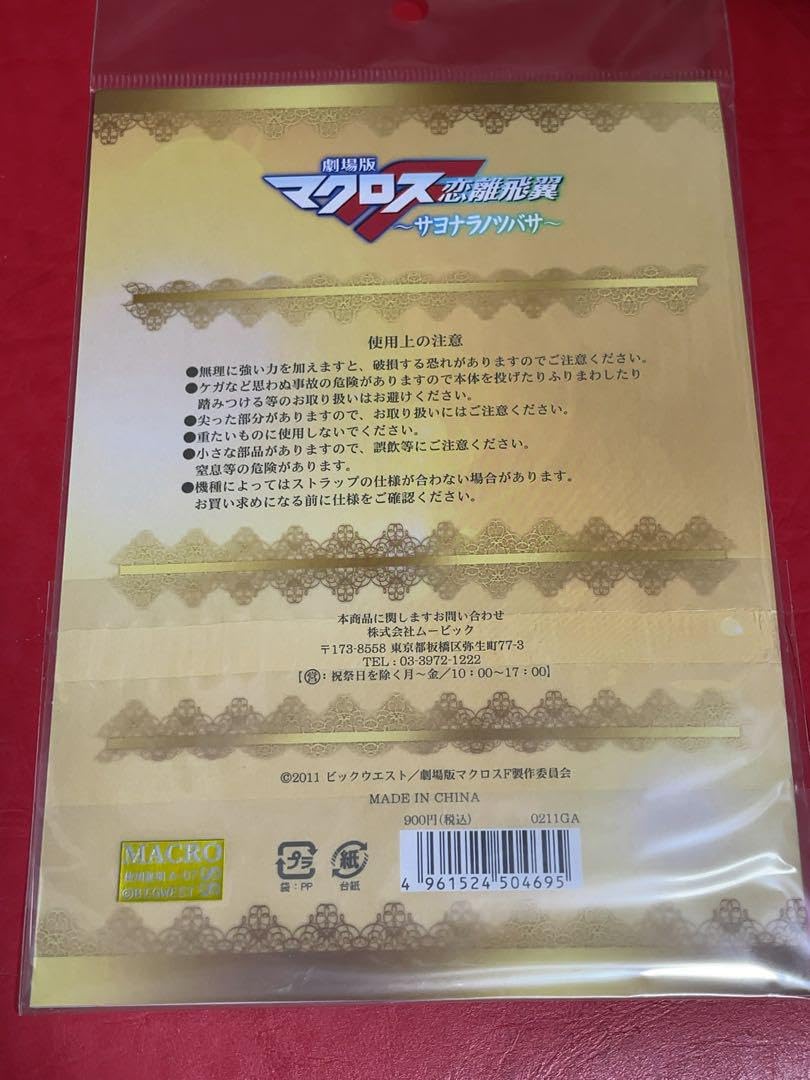 劇場版
マクロスF 恋離飛翼
～サヨナラノツバサ～
使用上の注意
●無理に強い力を加えますと、破損する恐れがありますのでご注意ください。
●ケガなど思わぬ事故の危険がありますので本体を投げたりふりまわしたり
踏みつける等のお取り扱いはお避けください。
●尖った部分がありますので、お取り扱いにはご注意ください。
●重たいものに使用しないでください。
●小さな部品がありますので、誤飲等にご注意ください。
窒息等の危険があります。
●機種によってはストラップの仕様が合わない場合があります。
お買い求めになる前に仕様をご確認ください。
本商品に関しますお問い合わせ
株式会社ムービック
〒173-8558 東京都板橋区弥生町77-3
TEL：03-3972-1222
【㊂：祝祭日を除く月～金／10：00～17：00】
©2011 ビックウエスト／劇場版マクロスF製作委員会
MADE IN CHINA
900円(税込) 0211GA
MACRO
©BIGWEST
プラ
袋：PP
紙
台紙
4 961524 504695